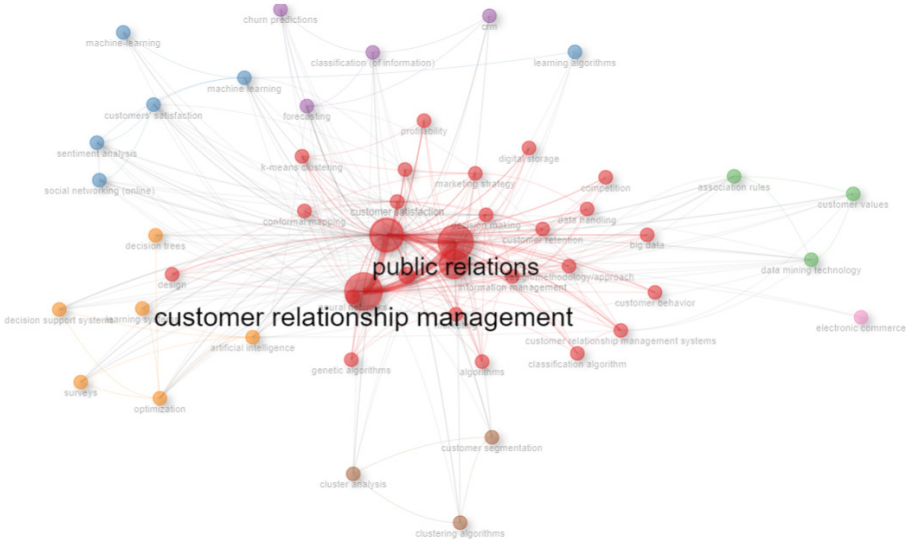 churn predictions
crm
machine-learning
classification (of information)
learning algorithms
machine learning
customers' satisfaction
forecasting
profitability
sentiment analysis
digital storage
k-means clustering
marketing strategy
social networking (online)
competition
association rules
customer values
customer satisfaction
conformal mapping
data handling
decision making
customer retention
decision trees
big data
public relations
data mining technology
design
information management
customer behavior
decision support systems
customer relationship management
electronic commerce
customer relationship management systems
artificial intelligence
genetic algorithms
algorithms
classification algorithm
surveys
optimization
customer segmentation
cluster analysis
clustering algorithms